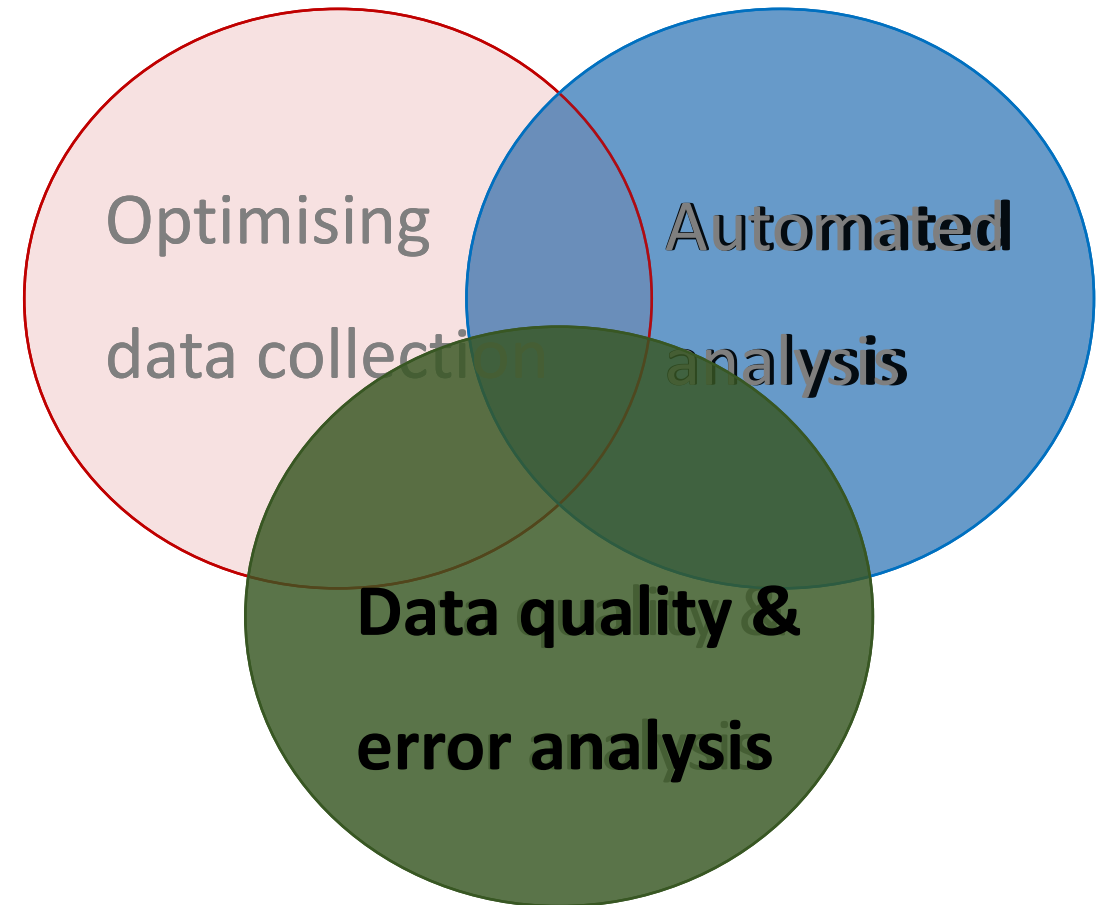 Optimising
data collection
Automated
analysis
Data quality &
error analysis